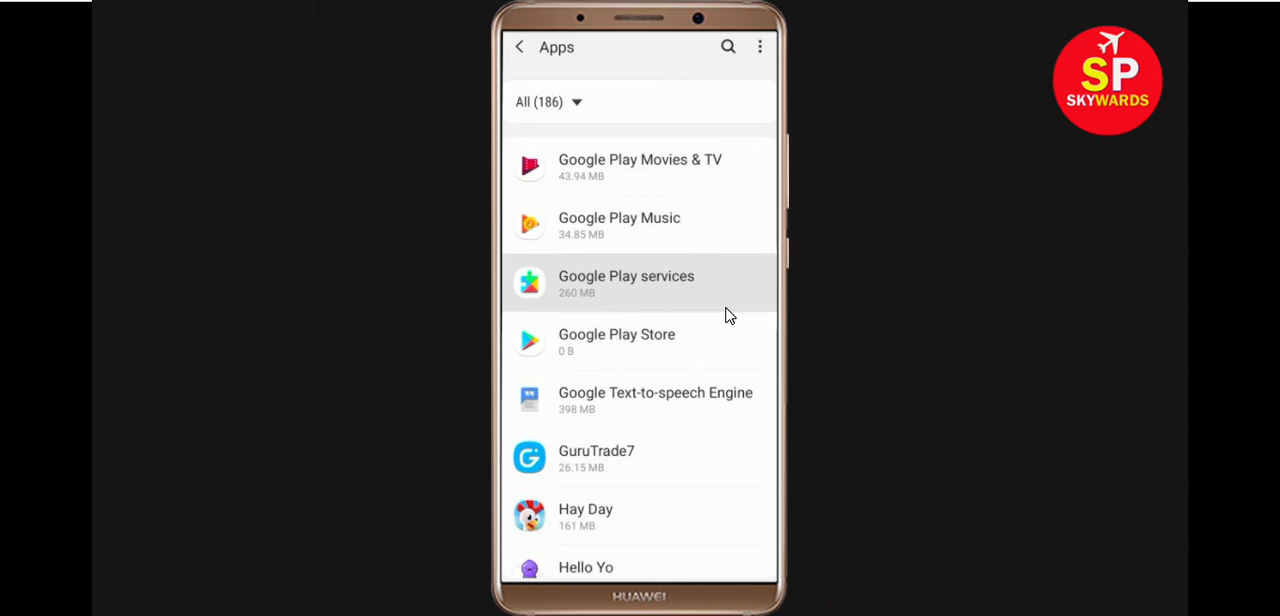 Apps
All (186)
Google Play Movies & TV
43.94 MB
Google Play Music
34.85 MB
Google Play services
260 MB
Google Play Store
0 B
Google Text-to-speech Engine
398 MB
GuruTrade7
26.15 MB
Hay Day
161 MB
Hello Yo
HUAWEI
SP
SKYWARDS